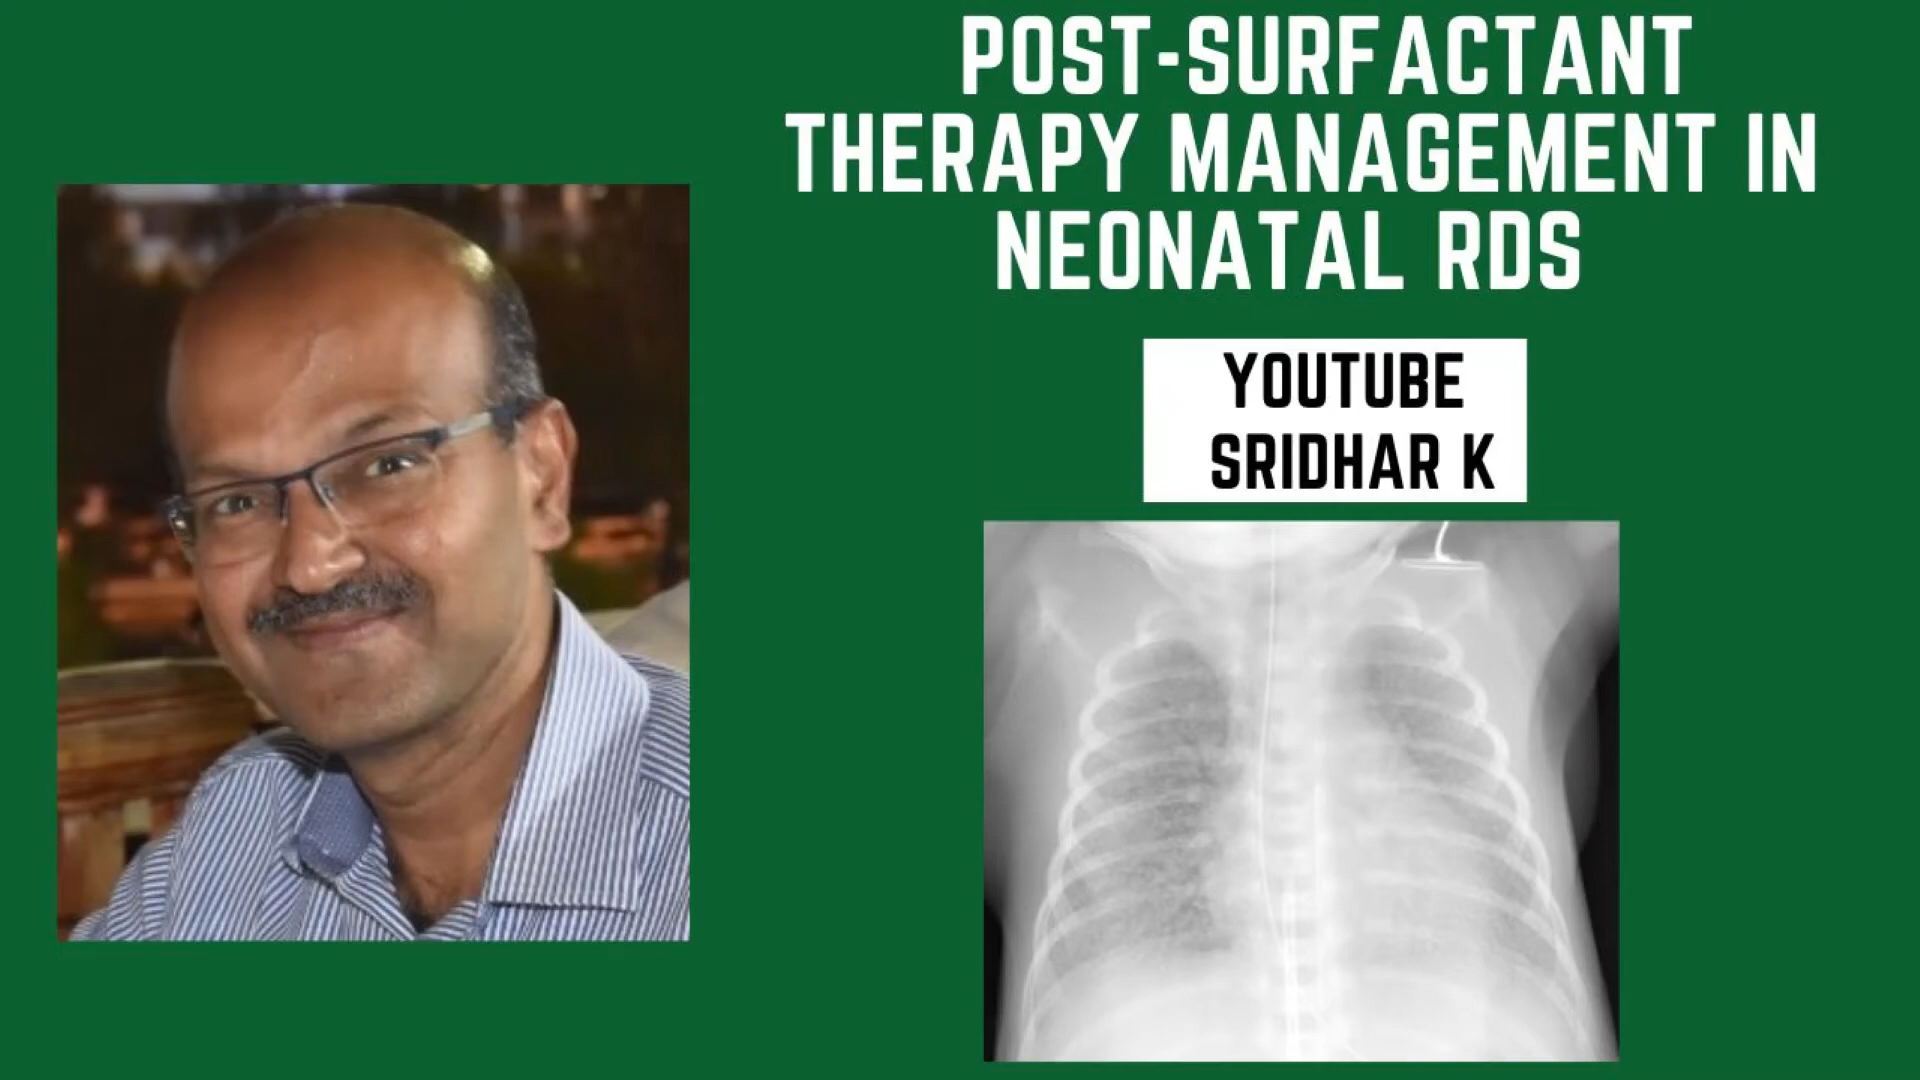 POST-SURFACTANT
THERAPY MANAGEMENT IN
NEONATAL RDS
YOUTUBE
SRIDHAR K